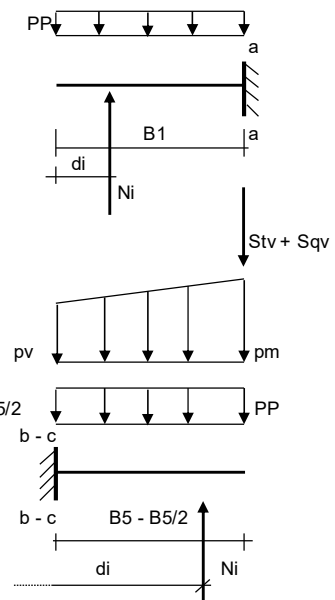 PP
a
B1
a
di
Ni
Stv + Sqv
pv
pm
5/2
PP
b - c
b - c
B5 - B5/2
di
Ni